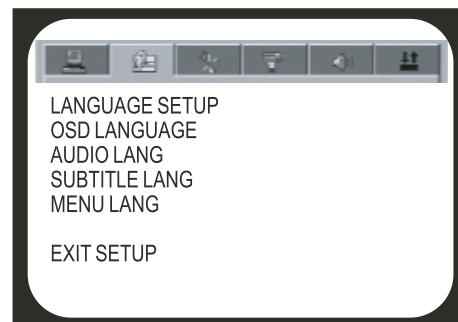 LANGUAGE SETUP
OSD LANGUAGE
AUDIO LANG
SUBTITLE LANG
MENU LANG
EXIT SETUP